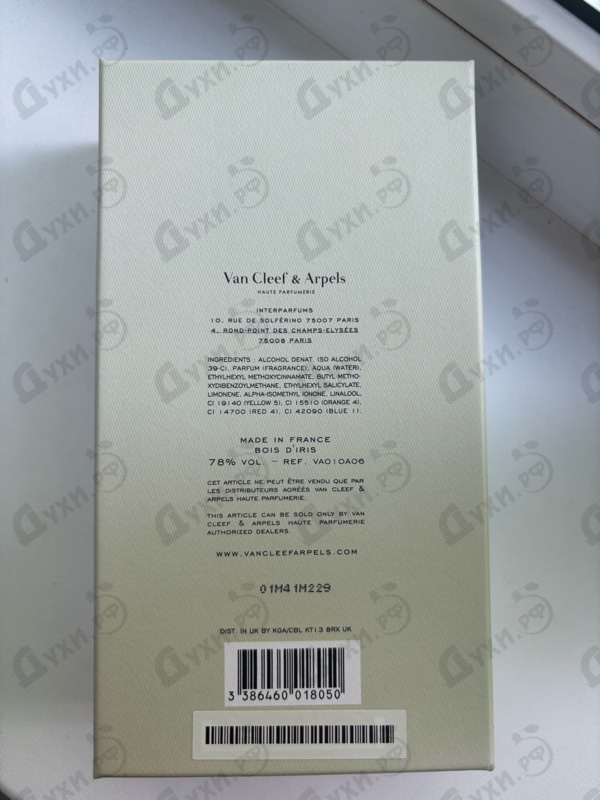 Van Cleef & Arpels
HAUTE PARFUMERIE
INTERPARFUMS
10, RUE DE SOLFÉRINO 75007 PARIS
4, ROND-POINT DES CHAMPS-ELYSÉES
75008 PARIS
INGREDIENTS : ALCOHOL DENAT. (SD ALCOHOL
39-C), PARFUM (FRAGRANCE), AQUA (WATER),
ETHYLHEXYL METHOXYCINNAMATE, BUTYL METHO-
XYDIBENZOYLMETHANE, ETHYLHEXYL SALICYLATE,
LIMONENE, ALPHA-ISOMETHYL IONONE, LINALOOL,
CI 19140 (YELLOW 5), CI 15510 (ORANGE 4),
CI 14700 (RED 4), CI 42090 (BLUE 1).
MADE IN FRANCE
BOIS D'IRIS
78% VOL. – REF. VA010A06
CET ARTICLE NE PEUT ÊTRE VENDU QUE PAR
LES DISTRIBUTEURS AGRÉÉS VAN CLEEF &
ARPELS HAUTE PARFUMERIE.
THIS ARTICLE CAN BE SOLD ONLY BY VAN
CLEEF & ARPELS HAUTE PARFUMERIE
AUTHORIZED DEALERS.
WWW.VANCLEEFARPELS.COM
01M41M229
DIST. IN UK BY KGA/CBL KT13 8RX UK
3 386460 018050
Духи.рф